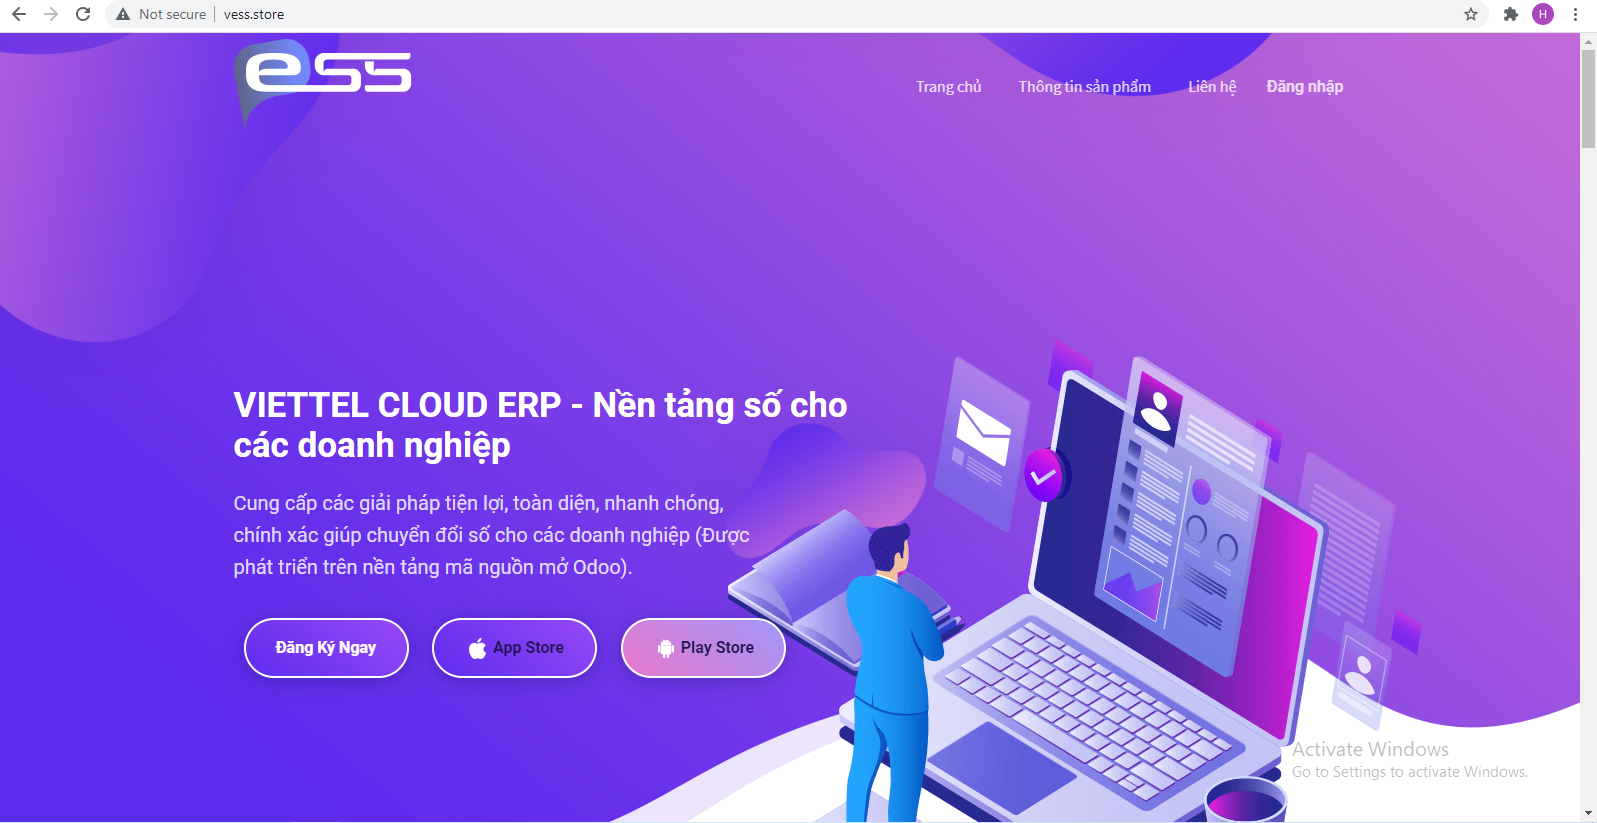 Not secure
vess.store
H
ess
Trang chủ
Thông tin sản phẩm
Liên hệ
Đăng nhập
VIETTEL CLOUD ERP - Nền tảng số cho
các doanh nghiệp
Cung cấp các giải pháp tiện lợi, toàn diện, nhanh chóng,
chính xác giúp chuyển đổi số cho các doanh nghiệp (Được
phát triển trên nền tảng mã nguồn mở Odoo).
Đăng Ký Ngay
App Store
Play Store
Activate Windows
Go to Settings to activate Windows.